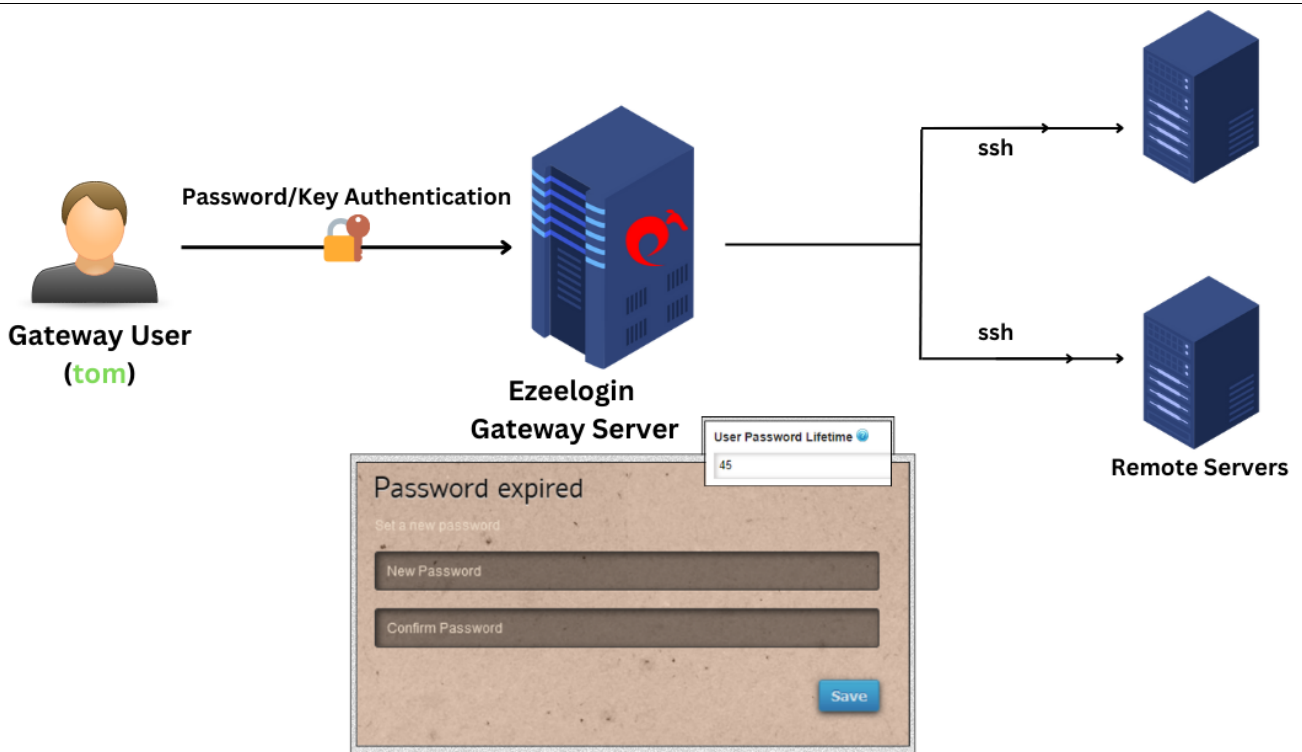 ssh
Password/Key Authentication
ssh
Gateway User
(tom)
Ezeelogin
Gateway Server
Remote Servers
User Password Lifetime
45
Password expired
Set a new password
New Password
Confirm Password
Save